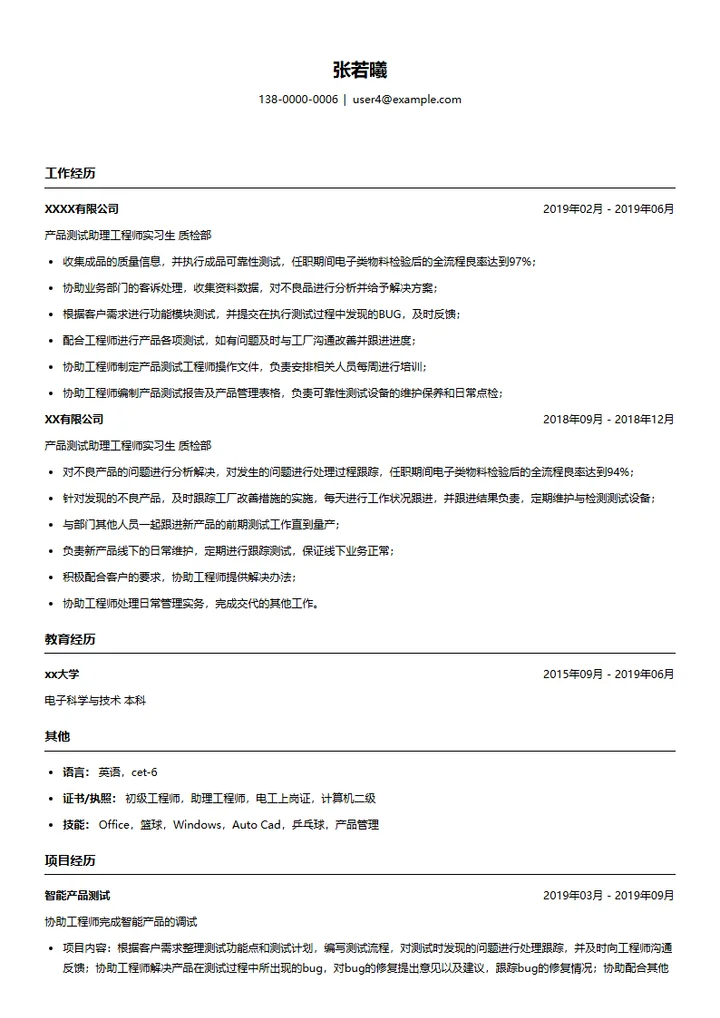 张若曦
138-0000-0006 | user4@example.com
工作经历
XXXX有限公司 2019年02月 - 2019年06月
产品测试助理工程师实习生 质检部
• 收集成品的质量信息，并执行成品可靠性测试，任职期间电子类物料检验后的全流程良率达到97%；
• 协助业务部门的客诉处理，收集资料数据，对不良品进行分析并给予解决方案；
• 根据客户需求进行功能模块测试，并提交在执行测试过程中发现的BUG，及时反馈；
• 配合工程师进行产品各项测试，如有问题及时与工厂沟通改善并跟进进度；
• 协助工程师制定产品测试工程师操作文件，负责安排相关人员每周进行培训；
• 协助工程师编制产品测试报告及产品管理表格，负责可靠性测试设备的维护保养和日常点检；
XX有限公司 2018年09月 - 2018年12月
产品测试助理工程师实习生 质检部
• 对不良产品的问题进行分析解决，对发生的问题进行处理过程跟踪，任职期间电子类物料检验后的全流程良率达到94%；
• 针对发现的不良产品，及时跟踪工厂改善措施的实施，每天进行工作状况跟进，并跟进结果负责，定期维护与检测测试设备；
• 与部门其他人员一起跟进新产品的前期测试工作直到量产；
• 负责新产品线下的日常维护，定期进行跟踪测试，保证线下业务正常；
• 积极配合客户的要求，协助工程师提供解决办法；
• 协助工程师处理日常管理实务，完成交代的其他工作。
教育经历
xx大学 2015年09月 - 2019年06月
电子科学与技术 本科
其他
• 语言： 英语，cet-6
• 证书/执照： 初级工程师，助理工程师，电工上岗证，计算机二级
• 技能： Office，篮球，Windows，Auto Cad，乒乓球，产品管理
项目经历
智能产品测试 2019年03月 - 2019年09月
协助工程师完成智能产品的调试
• 项目内容：根据客户需求整理测试功能点和测试计划，编写测试流程，对测试时发现的问题进行处理跟踪，并及时向工程师沟通
反馈；协助工程师解决产品在测试过程中所出现的bug，对bug的修复提出意见以及建议，跟踪bug的修复情况；协助配合其他